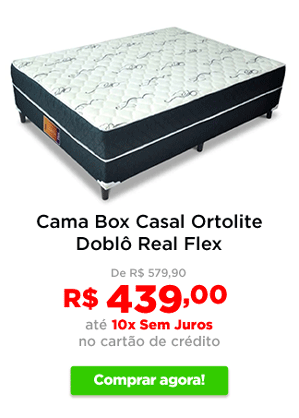 Cama Box Casal Ortolite
Doblô Real Flex
De R$ 579,90
R$ 439,00
até 10x Sem Juros
no cartão de crédito
Comprar agora!